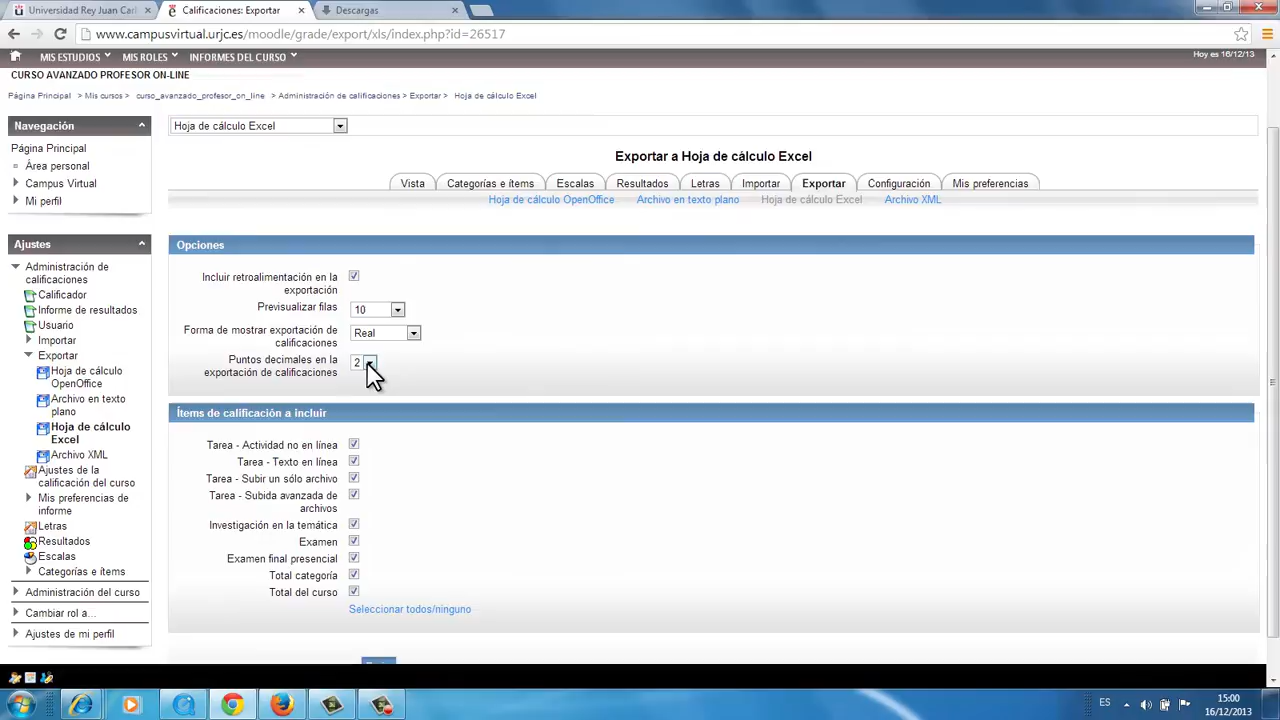 Universidad Rey Juan Carl
Calificaciones: Exportar
Descargas
www.campusvirtual.urjc.es/moodle/grade/export/xls/index.php?id=26517
MIS ESTUDIOS
MIS ROLES
INFORMES DEL CURSO
Hoy es 16/12/13
CURSO AVANZADO PROFESOR ON-LINE
Página Principal > Mis cursos > curso_avanzado_profesor_on_line > Administración de calificaciones > Exportar > Hoja de cálculo Excel
Navegación
Página Principal
Área personal
Campus Virtual
Mi perfil
Ajustes
Administración de
calificaciones
Calificador
Informe de resultados
Usuario
Importar
Exportar
Hoja de cálculo
OpenOffice
Archivo en texto
plano
Hoja de cálculo
Excel
Archivo XML
Ajustes de la
calificación del curso
Mis preferencias de
informe
Letras
Resultados
Escalas
Categorías e ítems
Administración del curso
Cambiar rol a...
Ajustes de mi perfil
Hoja de cálculo Excel
Exportar a Hoja de cálculo Excel
Vista
Categorías e ítems
Escalas
Resultados
Letras
Importar
Exportar
Configuración
Mis preferencias
Hoja de cálculo OpenOffice
Archivo en texto plano
Hoja de cálculo Excel
Archivo XML
Opciones
Incluir retroalimentación en la
exportación
Previsualizar filas
10
Forma de mostrar exportación de
calificaciones
Real
Puntos decimales en la
exportación de calificaciones
2
Ítems de calificación a incluir
Tarea - Actividad no en línea
Tarea - Texto en línea
Tarea - Subir un sólo archivo
Tarea - Subida avanzada de
archivos
Investigación en la temática
Examen
Examen final presencial
Total categoría
Total del curso
Seleccionar todos/ninguno
ES
15:00
16/12/2013